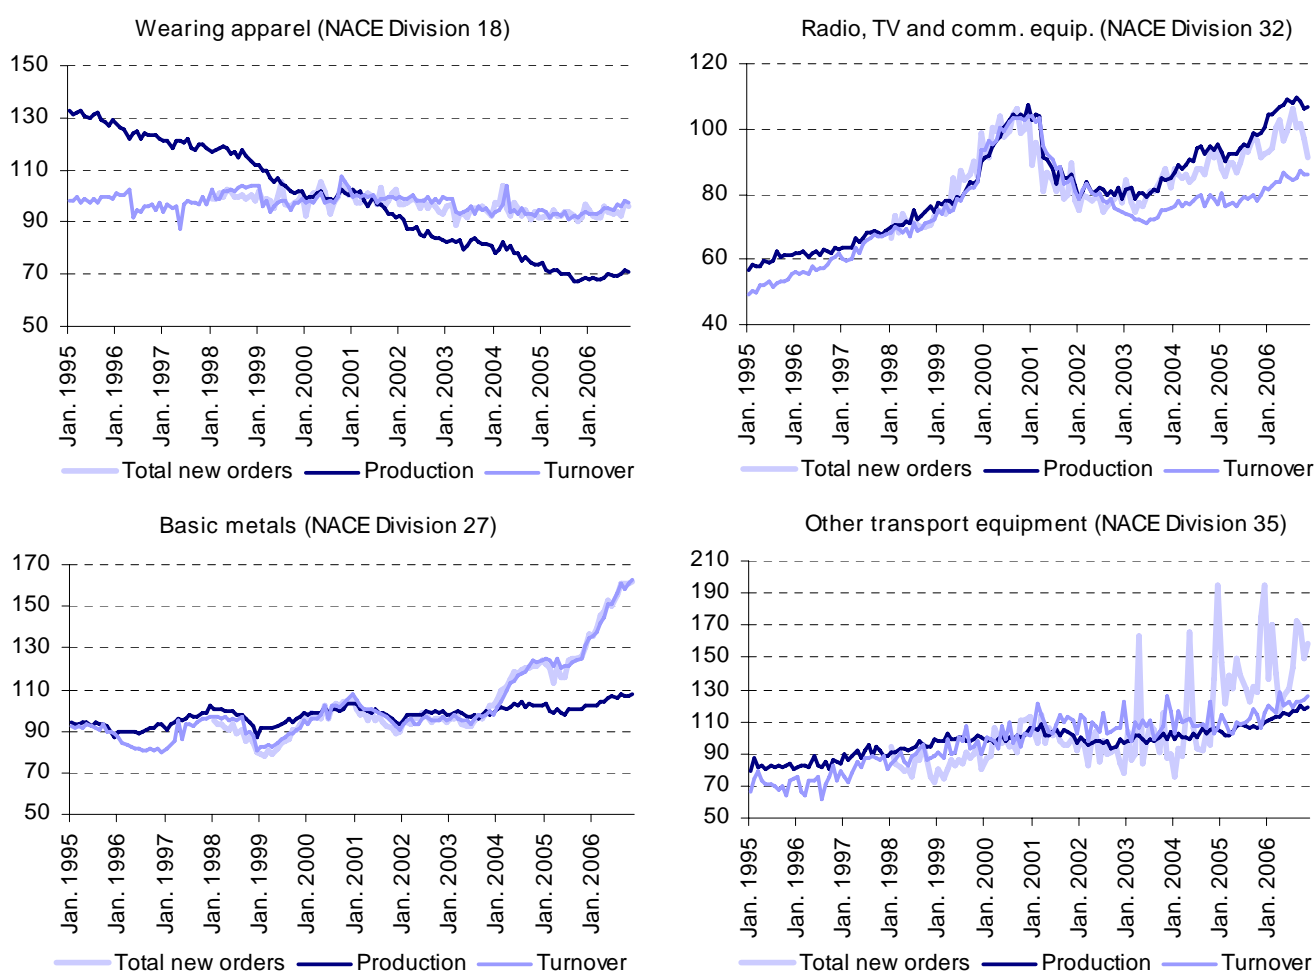 Wearing apparel (NACE Division 18)
150
130
110
90
70
50
Jan. 1995
Jan. 1996
Jan. 1997
Jan. 1998
Jan. 1999
Jan. 2000
Jan. 2001
Jan. 2002
Jan. 2003
Jan. 2004
Jan. 2005
Jan. 2006
Total new orders Production Turnover
Radio, TV and comm. equip. (NACE Division 32)
120
100
80
60
40
Jan. 1995
Jan. 1996
Jan. 1997
Jan. 1998
Jan. 1999
Jan. 2000
Jan. 2001
Jan. 2002
Jan. 2003
Jan. 2004
Jan. 2005
Jan. 2006
Total new orders Production Turnover
Basic metals (NACE Division 27)
170
150
130
110
90
70
50
Jan. 1995
Jan. 1996
Jan. 1997
Jan. 1998
Jan. 1999
Jan. 2000
Jan. 2001
Jan. 2002
Jan. 2003
Jan. 2004
Jan. 2005
Jan. 2006
Total new orders Production Turnover
Other transport equipment (NACE Division 35)
210
190
170
150
130
110
90
70
50
Jan. 1995
Jan. 1996
Jan. 1997
Jan. 1998
Jan. 1999
Jan. 2000
Jan. 2001
Jan. 2002
Jan. 2003
Jan. 2004
Jan. 2005
Jan. 2006
Total new orders Production Turnover